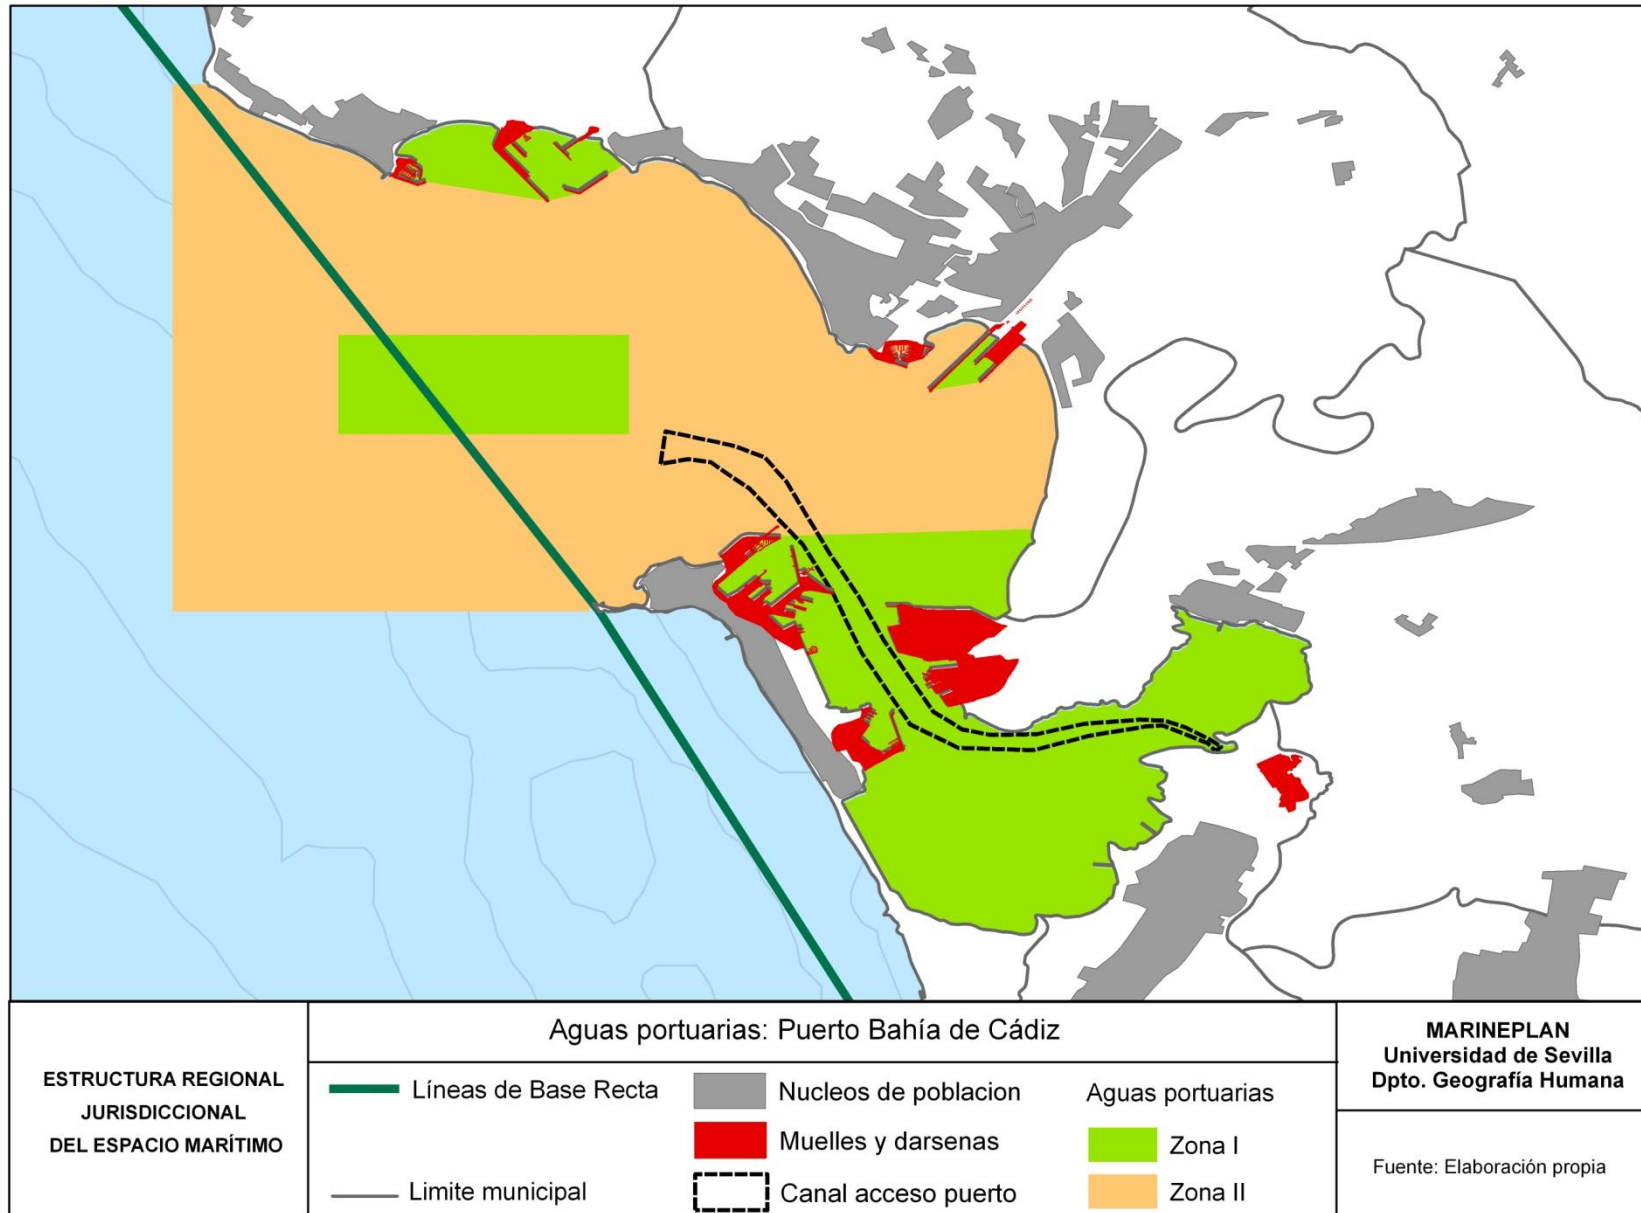 ESTRUCTURA REGIONAL
JURISDICCIONAL
DEL ESPACIO MARÍTIMO
Aguas portuarias: Puerto Bahía de Cádiz
Líneas de Base Recta
Limite municipal
Nucleos de poblacion
Muelles y darsenas
Canal acceso puerto
Aguas portuarias
Zona I
Zona II
MARINEPLAN
Universidad de Sevilla
Dpto. Geografía Humana
Fuente: Elaboración propia